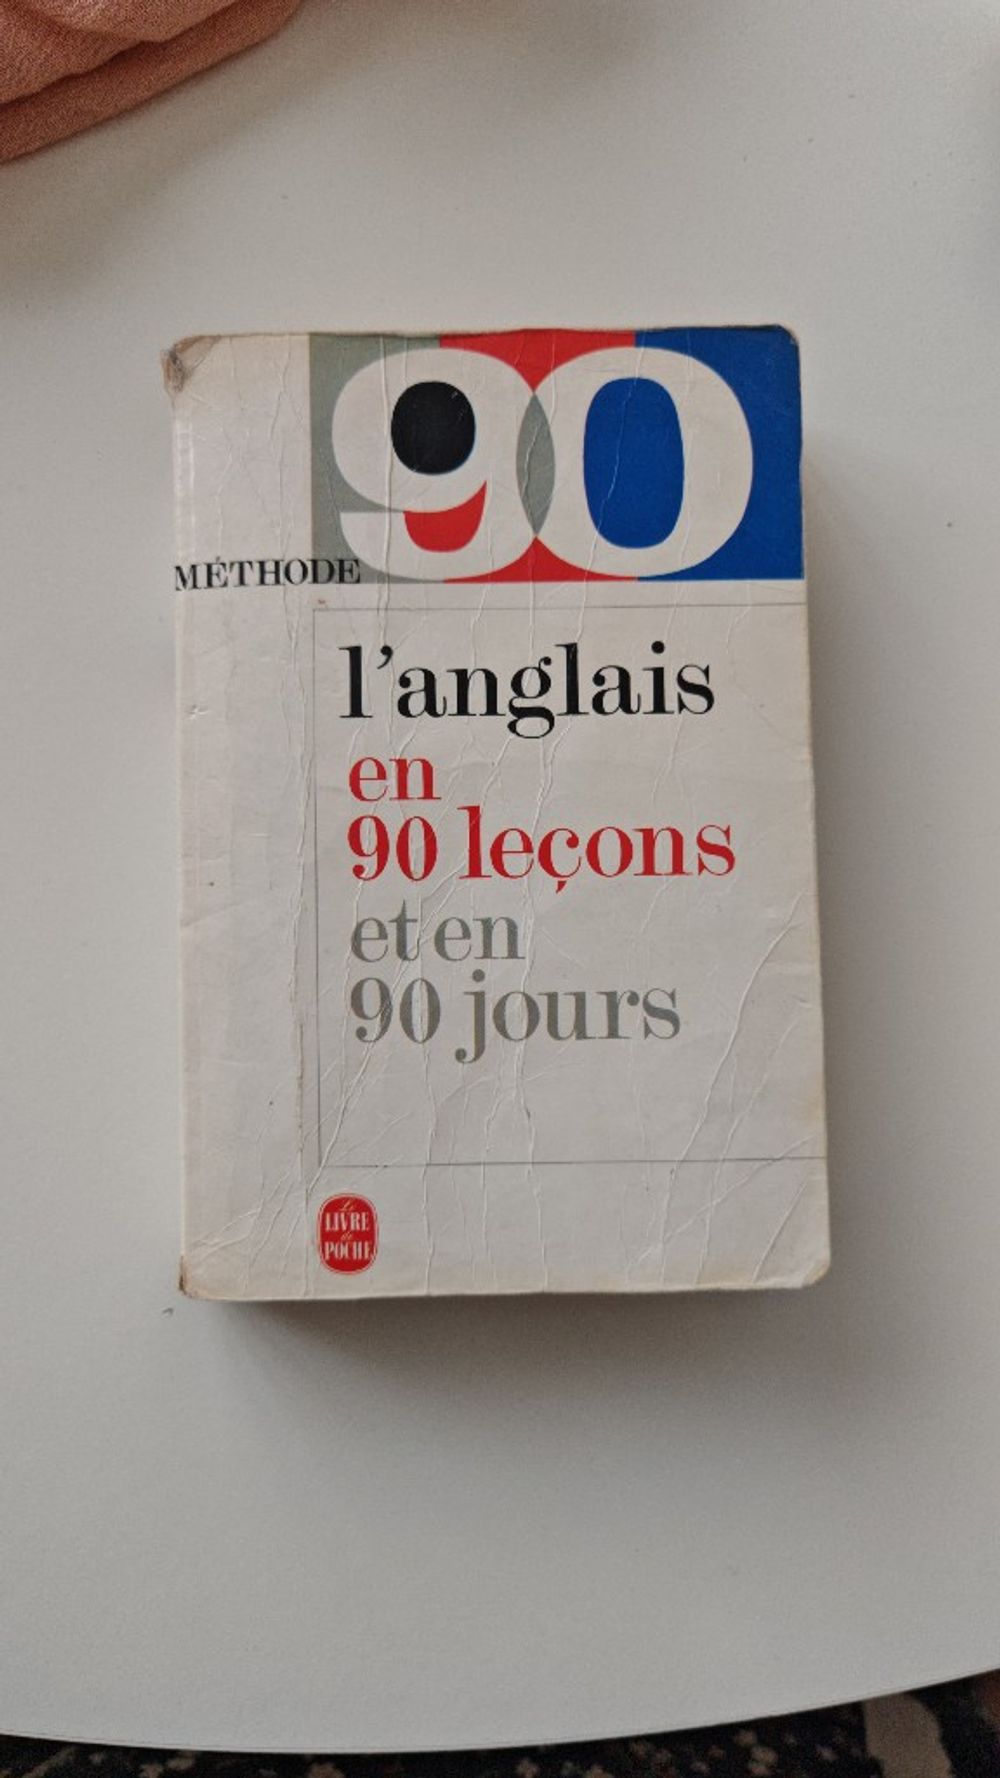 90
MÉTHODE
l'anglais
en
90 leçons
et en
90 jours
Le
LIVRE
de
POCHE